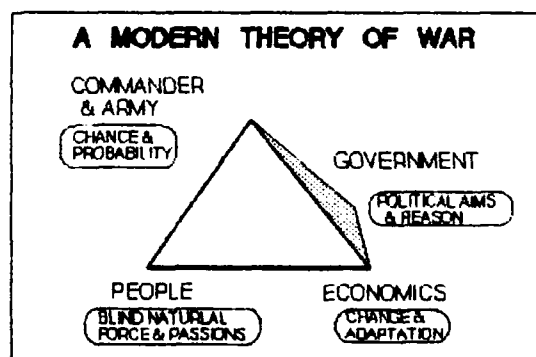 A MODERN THEORY OF WAR
COMMANDER
& ARMY
CHANCE &
PROBABILITY
GOVERNMENT
POLITICAL AIMS
& REASON
PEOPLE
BLIND NATURLAL
FORCE & PASSIONS
ECONOMICS
CHANGE &
ADAPTATION